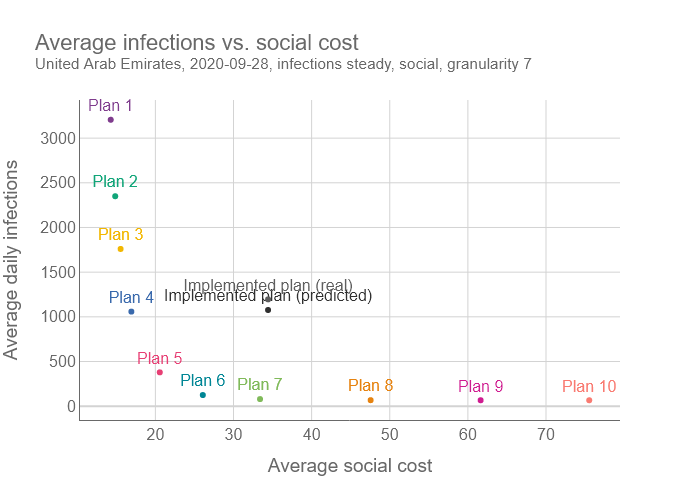 Average infections vs. social cost
United Arab Emirates, 2020-09-28, infections steady, social, granularity 7
Average daily infections
3000
2500
2000
1500
1000
500
0
Plan 1
Plan 2
Plan 3
Implemented plan (real)
Plan 4
Implemented plan (predicted)
Plan 5
Plan 6
Plan 7
Plan 8
Plan 9
Plan 10
20
30
40
50
60
70
Average social cost